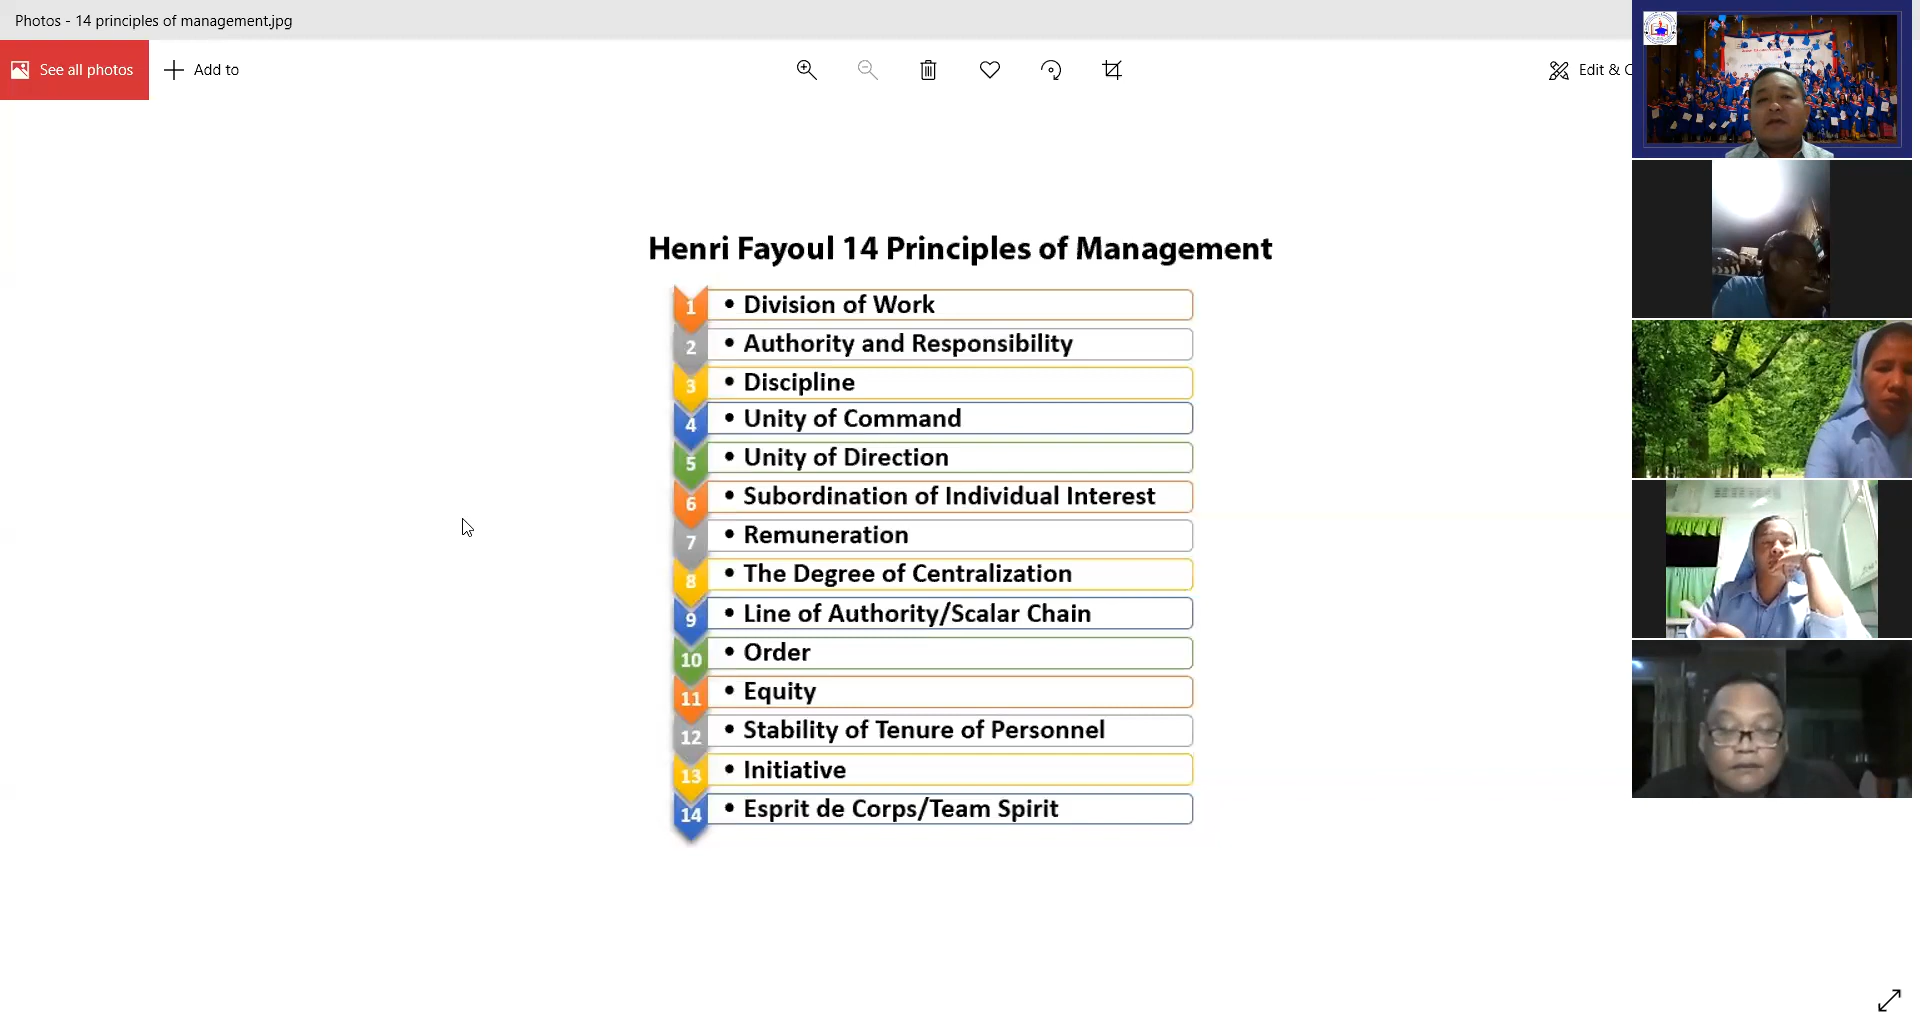 Photos - 14 principles of management.jpg
See all photos
Add to
Edit & C
Henri Fayoul 14 Principles of Management
1 • Division of Work
2 • Authority and Responsibility
3 • Discipline
4 • Unity of Command
5 • Unity of Direction
6 • Subordination of Individual Interest
7 • Remuneration
8 • The Degree of Centralization
9 • Line of Authority/Scalar Chain
10 • Order
11 • Equity
12 • Stability of Tenure of Personnel
13 • Initiative
14 • Esprit de Corps/Team Spirit